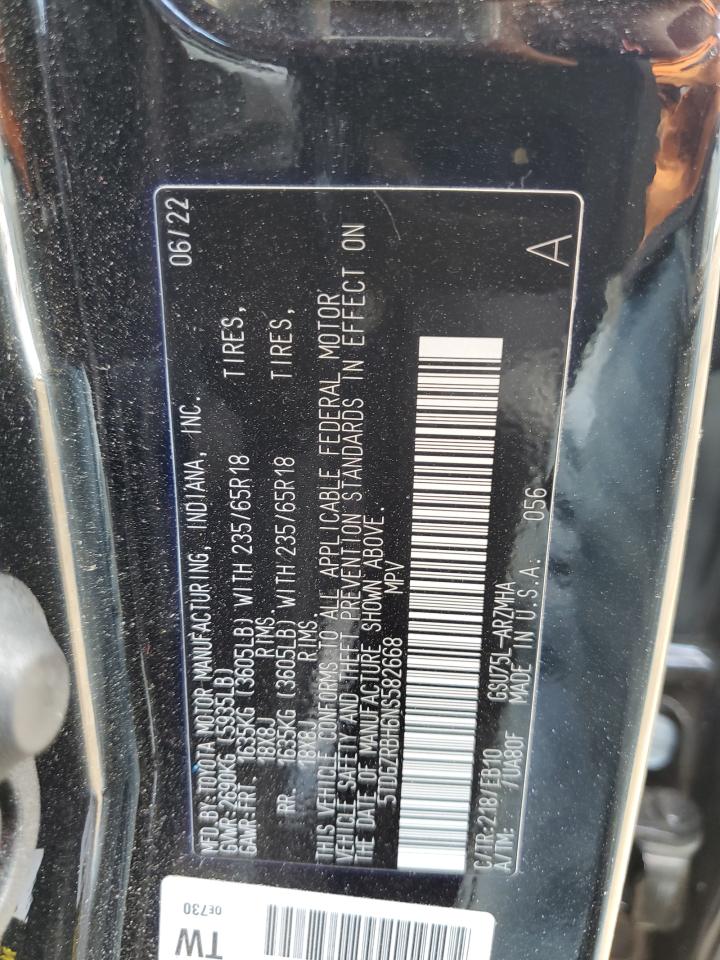 MFD. BY: TOYOTA MOTOR MANUFACTURING, INDIANA, INC. 06/22
GVWR: 2690KG (5935LB)
GAWR: FRT. 1635KG (3605LB) WITH 235/65R18 TIRES,
18X8J RIMS.
RR. 1635KG (3605LB) WITH 235/65R18 TIRES,
18X8J RIMS.
THIS VEHICLE CONFORMS TO ALL APPLICABLE FEDERAL MOTOR
VEHICLE SAFETY AND THEFT PREVENTION STANDARDS IN EFFECT ON
THE DATE OF MANUFACTURE SHOWN ABOVE.
5TDGZRBH6NS582668 MPV
C/TR: 218/EB10 GSU75L-ARZMHA
A/TM: /UA80F MADE IN U.S.A. 056 A
0E730
TW